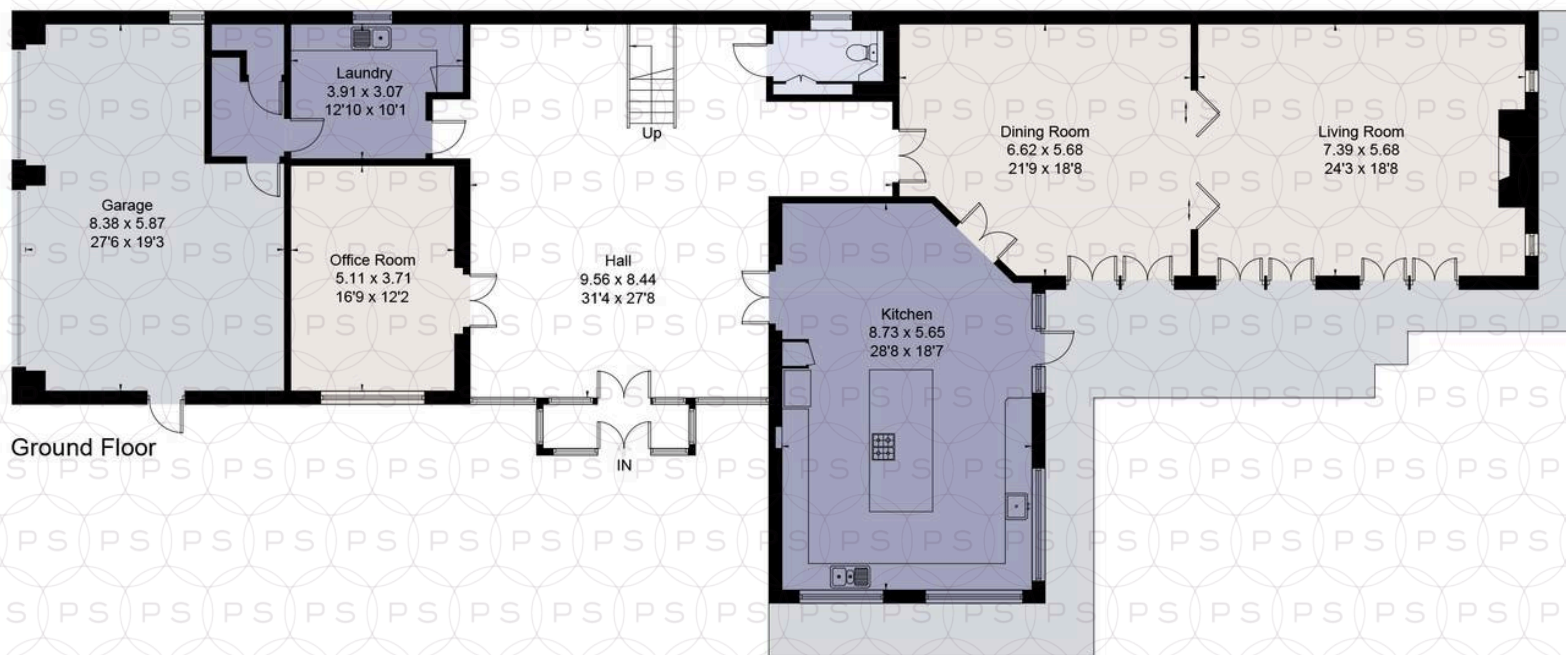 Laundry
3.91 x 3.07
12'10 x 10'1
Up
Dining Room
6.62 x 5.68
21'9 x 18'8
Living Room
7.39 x 5.68
24'3 x 18'8
Garage
8.38 x 5.87
27'6 x 19'3
Office Room
5.11 x 3.71
16'9 x 12'2
Hall
9.56 x 8.44
31'4 x 27'8
Kitchen
8.73 x 5.65
28'8 x 18'7
Ground Floor
IN